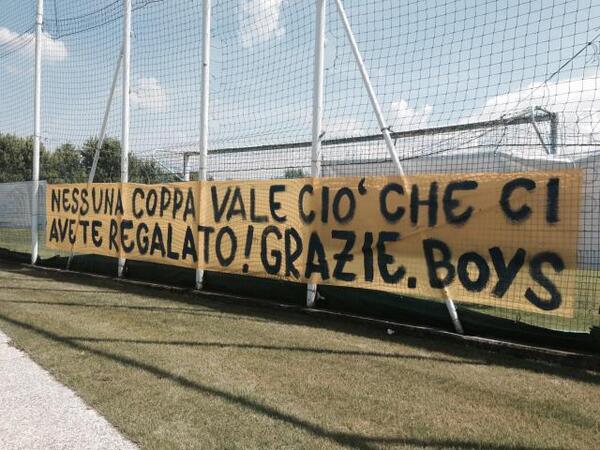 NESSUNA COPPA VALE CIO' CHE CI
AVETE REGALATO! GRAZIE. BOYS